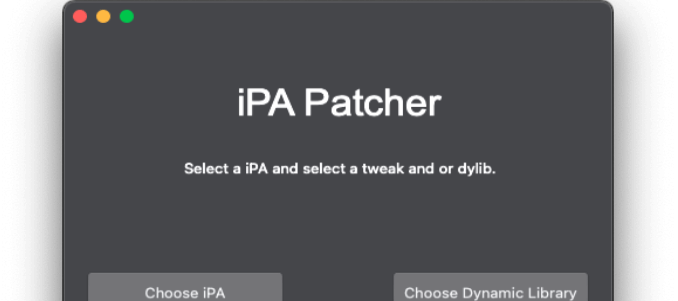 iPA Patcher
Select a iPA and select a tweak and or dylib.
Choose iPA
Choose Dynamic Library